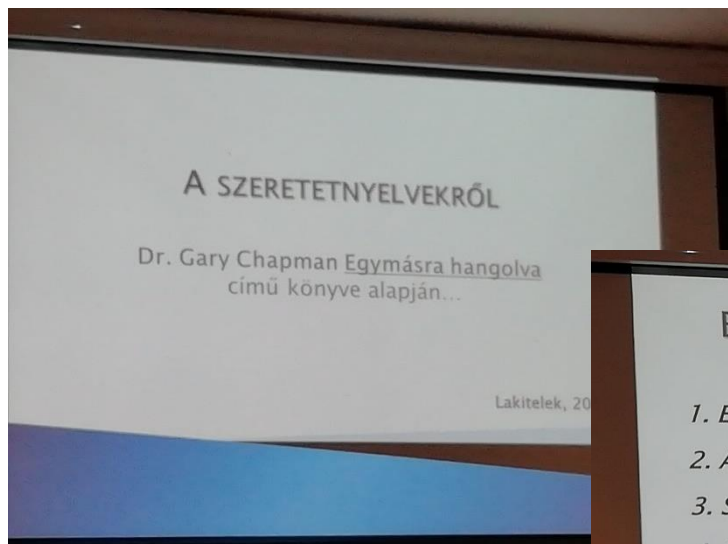 A SZERETETNYELVEKRŐL
Dr. Gary Chapman Egymásra hangolva
című könyve alapján...
Lakitelek, 20
1.
2.
3.